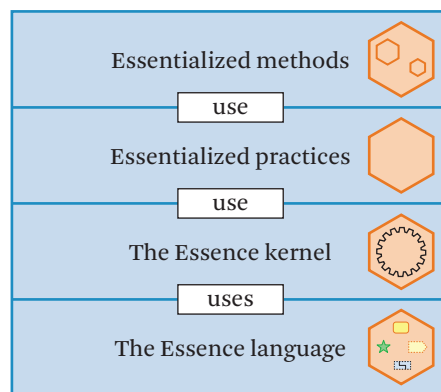 Essentialized methods
use
Essentialized practices
use
The Essence kernel
uses
The Essence language